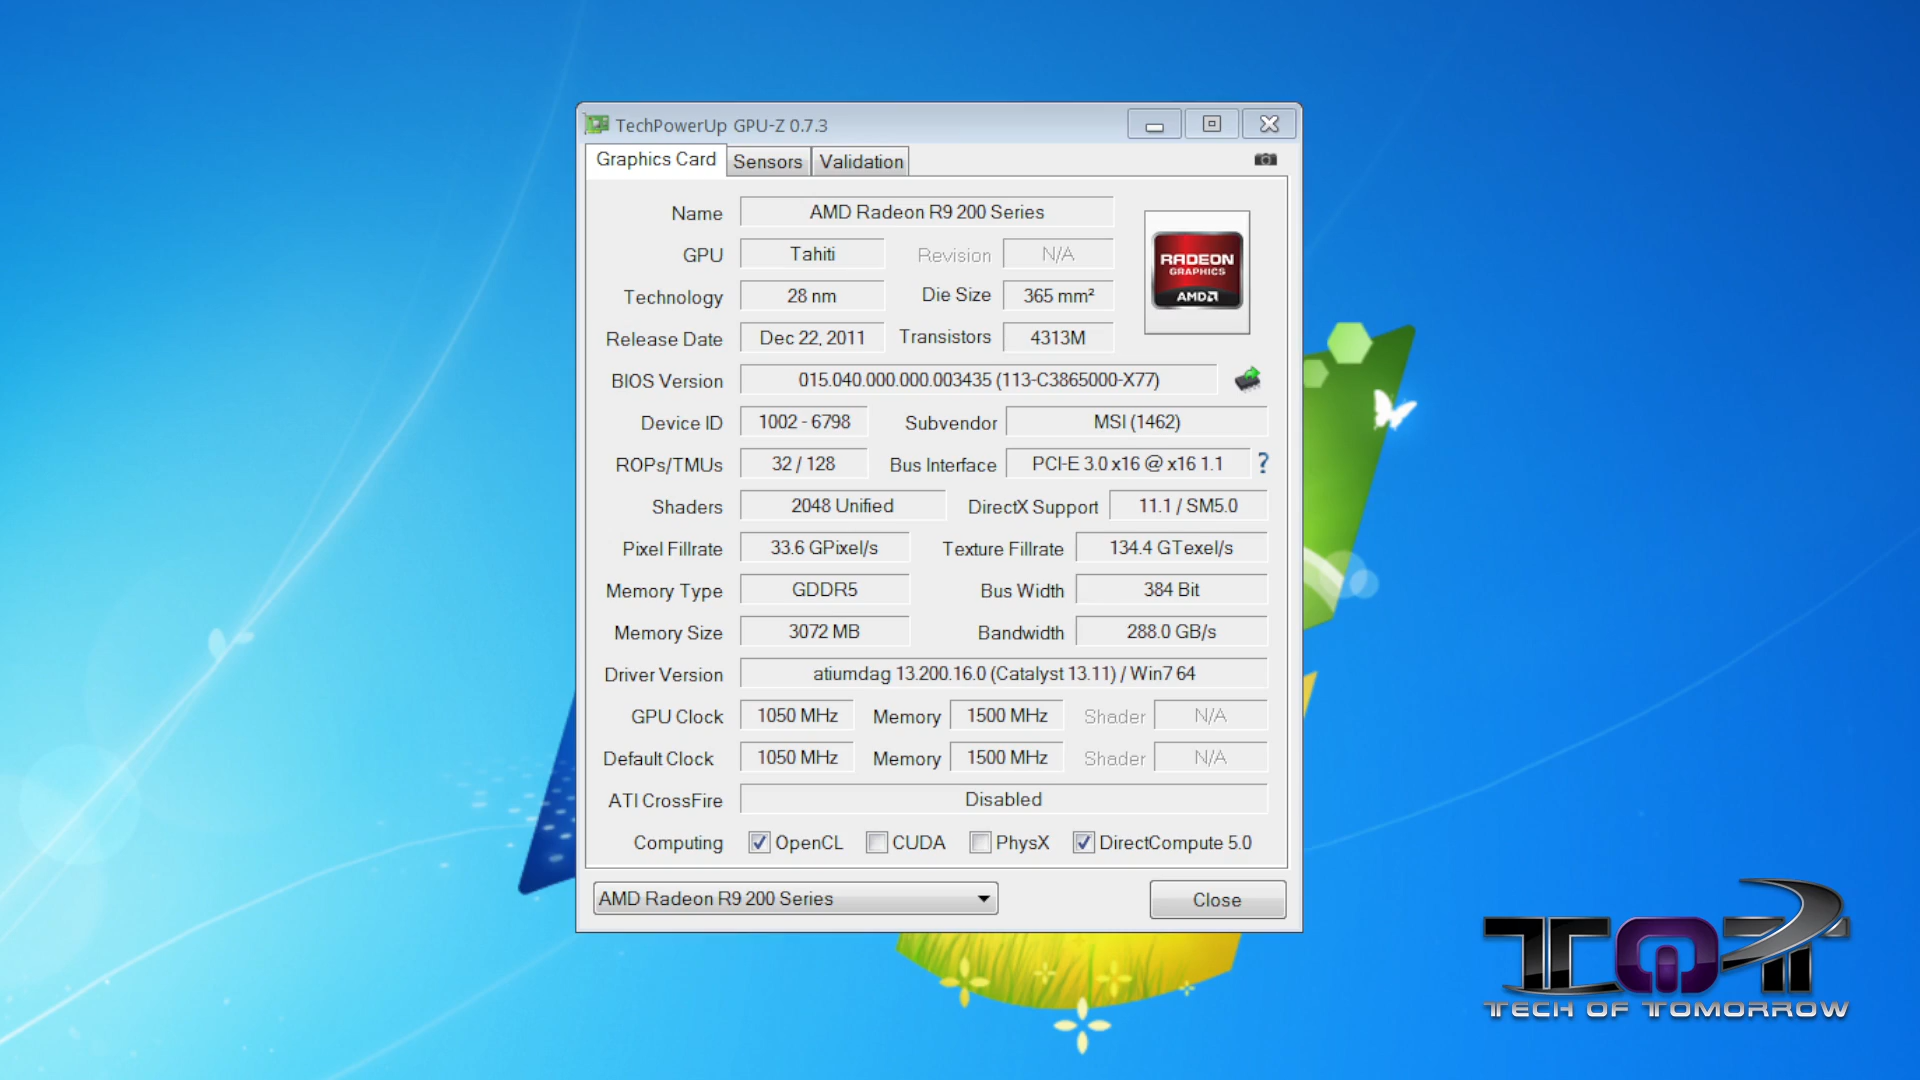 TechPowerUp GPU-Z 0.7.3
Graphics Card Sensors Validation
Name AMD Radeon R9 200 Series
GPU Tahiti Revision N/A
RADEON
GRAPHICS
AMD
Technology 28 nm Die Size 365 mm²
Release Date Dec 22, 2011 Transistors 4313M
BIOS Version 015.040.000.000.003435 (113-C3865000-X77)
Device ID 1002 - 6798 Subvendor MSI (1462)
ROPs/TMUs 32 / 128 Bus Interface PCI-E 3.0 x16 @ x16 1.1 ?
Shaders 2048 Unified DirectX Support 11.1 / SM5.0
Pixel Fillrate 33.6 GPixel/s Texture Fillrate 134.4 GTexel/s
Memory Type GDDR5 Bus Width 384 Bit
Memory Size 3072 MB Bandwidth 288.0 GB/s
Driver Version atiumdag 13.200.16.0 (Catalyst 13.11) / Win7 64
GPU Clock 1050 MHz Memory 1500 MHz Shader N/A
Default Clock 1050 MHz Memory 1500 MHz Shader N/A
ATI CrossFire Disabled
Computing OpenCL CUDA PhysX DirectCompute 5.0
AMD Radeon R9 200 Series Close
TOT
TECH OF TOMORROW